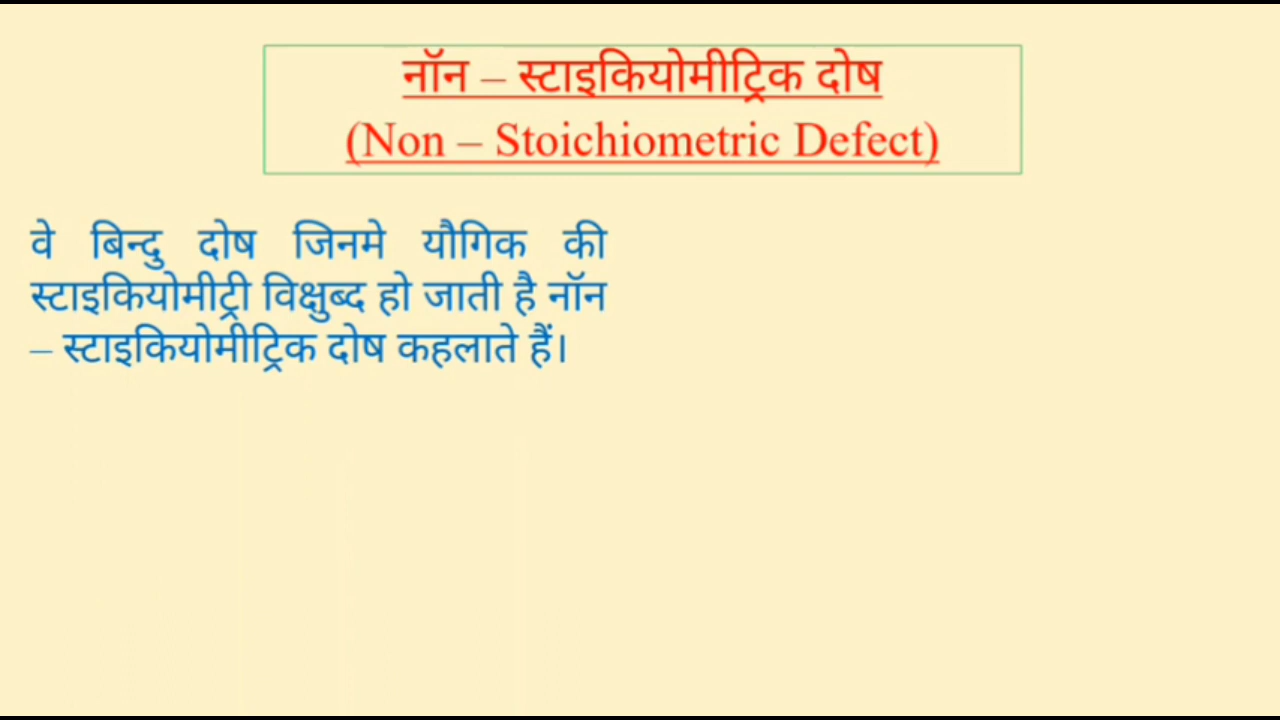 नॉन – स्टाइकियोमीट्रिक दोष
(Non – Stoichiometric Defect)
वे बिन्दु दोष जिनमे यौगिक की
स्टाइकियोमीट्री विक्षुब्द हो जाती है नॉन
– स्टाइकियोमीट्रिक दोष कहलाते हैं।